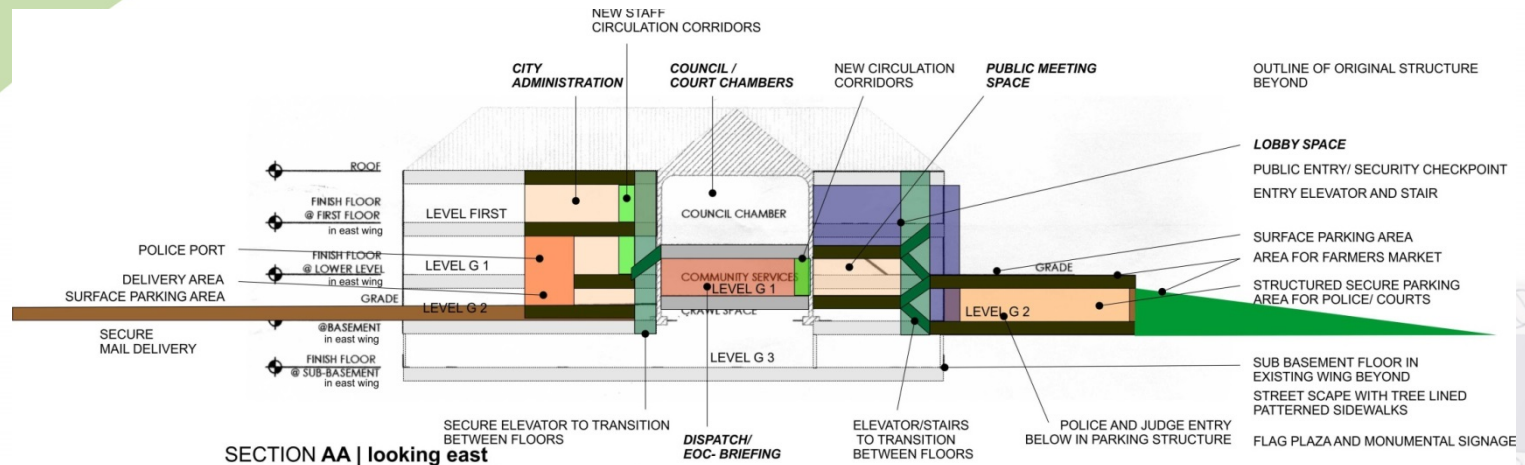 NEW STAFF
CIRCULATION CORRIDORS
CITY
ADMINISTRATION
COUNCIL /
COURT CHAMBERS
NEW CIRCULATION
CORRIDORS
PUBLIC MEETING
SPACE
OUTLINE OF ORIGINAL STRUCTURE
BEYOND
LOBBY SPACE
PUBLIC ENTRY/ SECURITY CHECKPOINT
ENTRY ELEVATOR AND STAIR
ROOF
FINISH FLOOR
@ FIRST FLOOR
in east wing
LEVEL FIRST
COUNCIL CHAMBER
POLICE PORT
FINISH FLOOR
@ LOWER LEVEL
in east wing
LEVEL G 1
COMMUNITY SERVICES
LEVEL G 1
GRADE
SURFACE PARKING AREA
AREA FOR FARMERS MARKET
DELIVERY AREA
SURFACE PARKING AREA
GRADE
LEVEL G 2
CRAWL SPACE
LEVEL G 2
STRUCTURED SECURE PARKING
AREA FOR POLICE/ COURTS
SECURE
MAIL DELIVERY
@BASEMENT
in east wing
FINISH FLOOR
@ SUB-BASEMENT
in east wing
LEVEL G 3
SUB BASEMENT FLOOR IN
EXISTING WING BEYOND
STREET SCAPE WITH TREE LINED
PATTERNED SIDEWALKS
FLAG PLAZA AND MONUMENTAL SIGNAGE
SECURE ELEVATOR TO TRANSITION
BETWEEN FLOORS
DISPATCH/
EOC- BRIEFING
ELEVATOR/STAIRS
TO TRANSITION
BETWEEN FLOORS
POLICE AND JUDGE ENTRY
BELOW IN PARKING STRUCTURE
SECTION AA | looking east